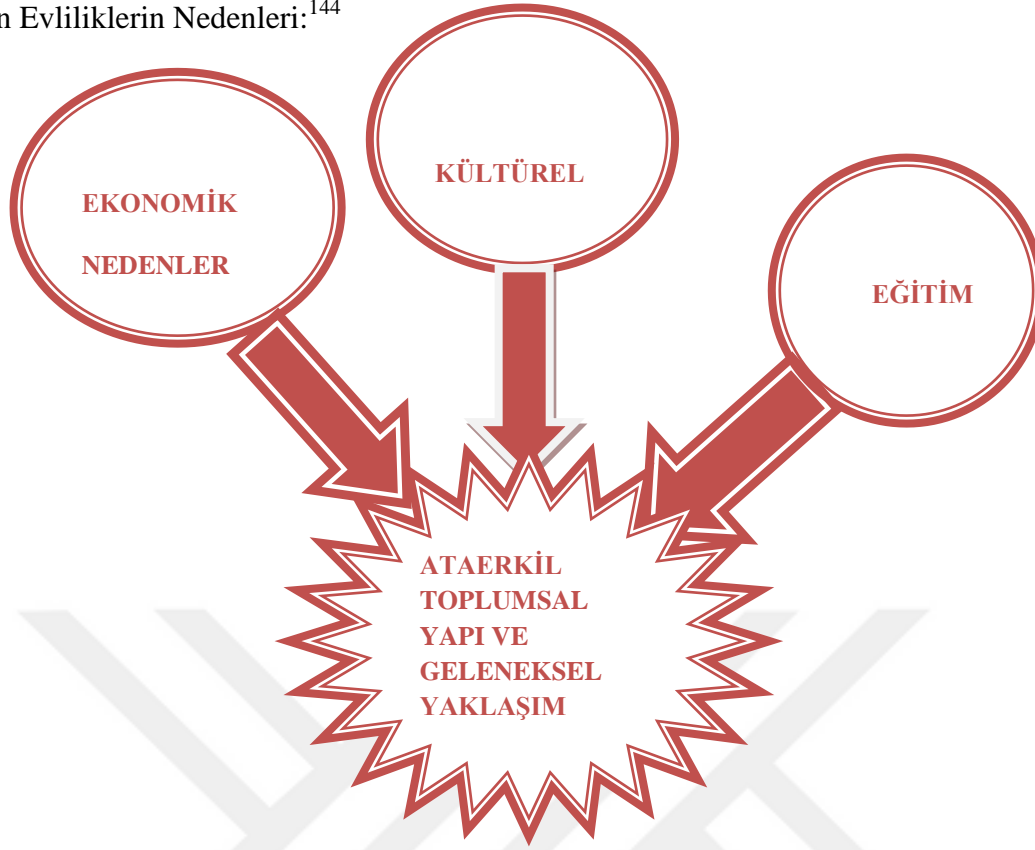 n Evliliklerin Nedenleri:144
KÜLTÜREL
EKONOMİK
NEDENLER
EĞİTİM
ATAERKİL
TOPLUMSAL
YAPI VE
GELENEKSEL
YAKLAŞIM